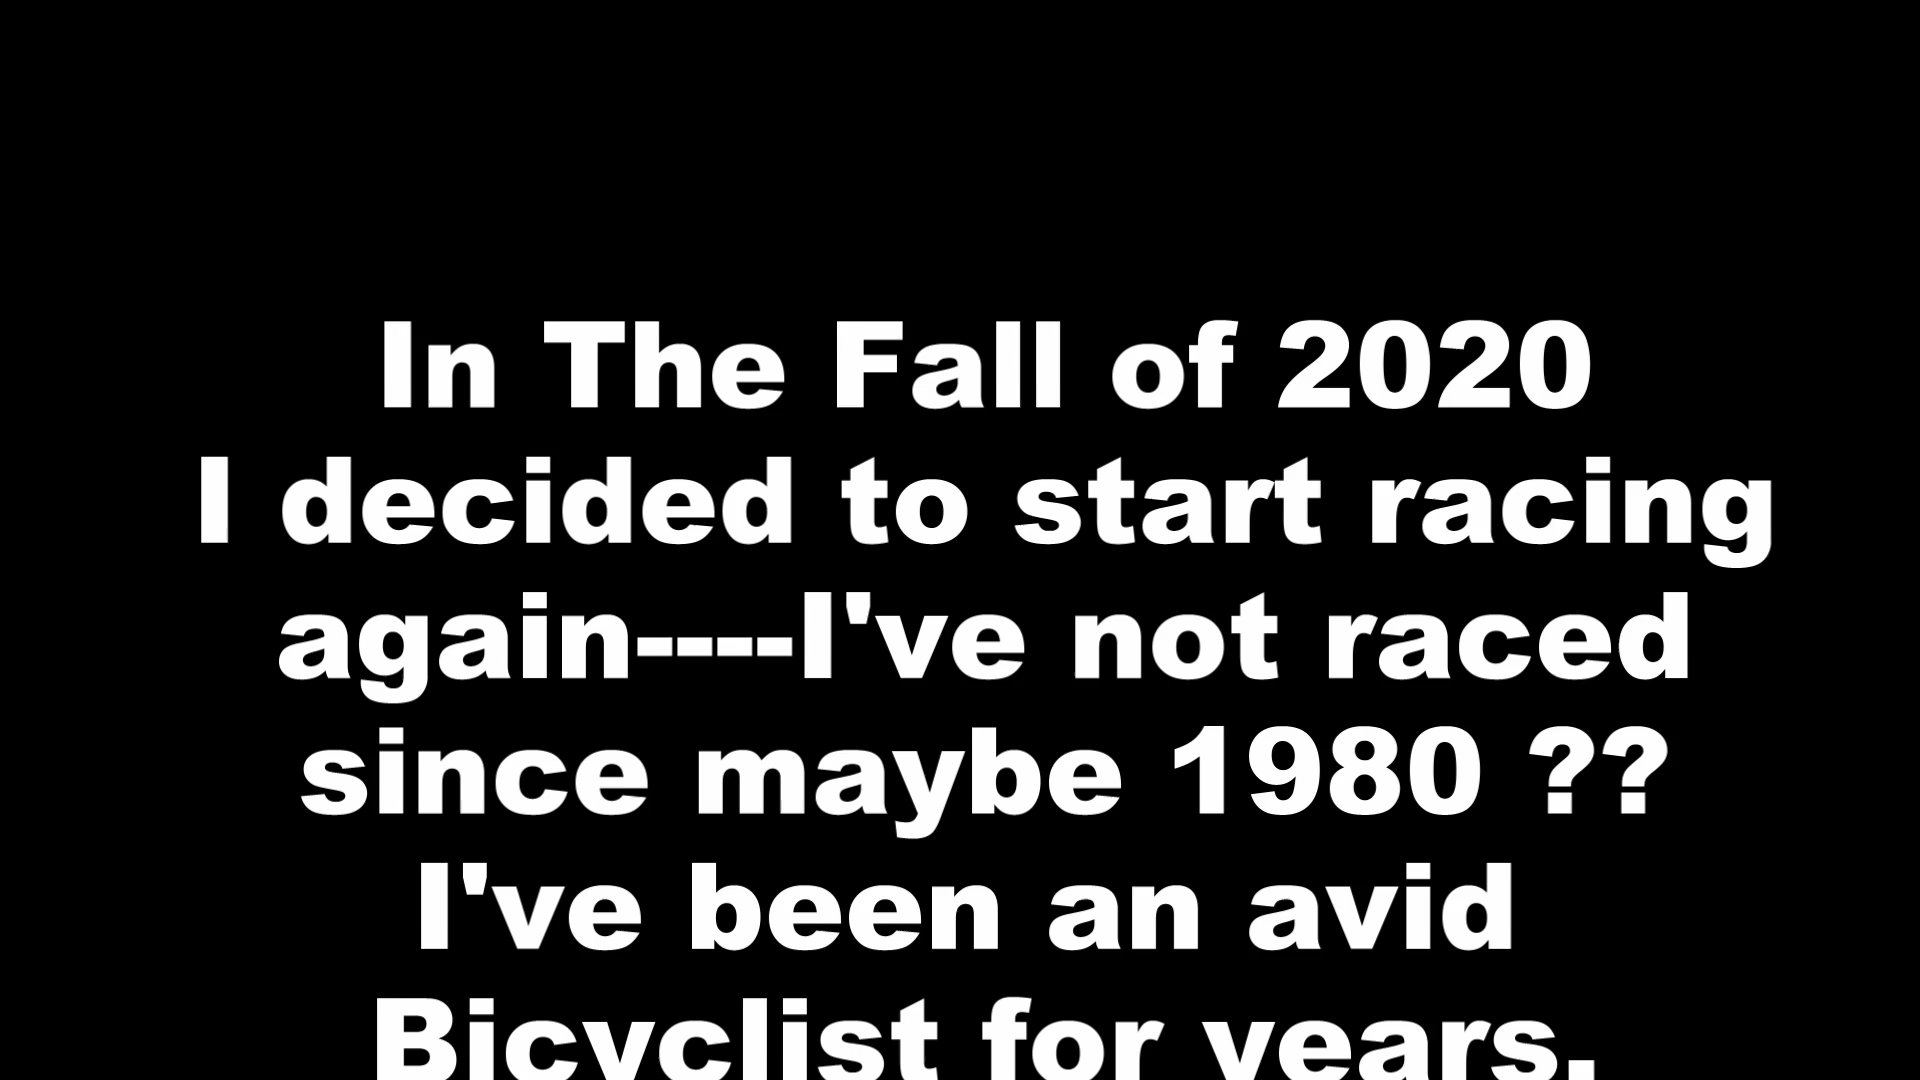 In The Fall of 2020
I decided to start racing
again----I've not raced
since maybe 1980 ??
I've been an avid
Bicyclist for years.